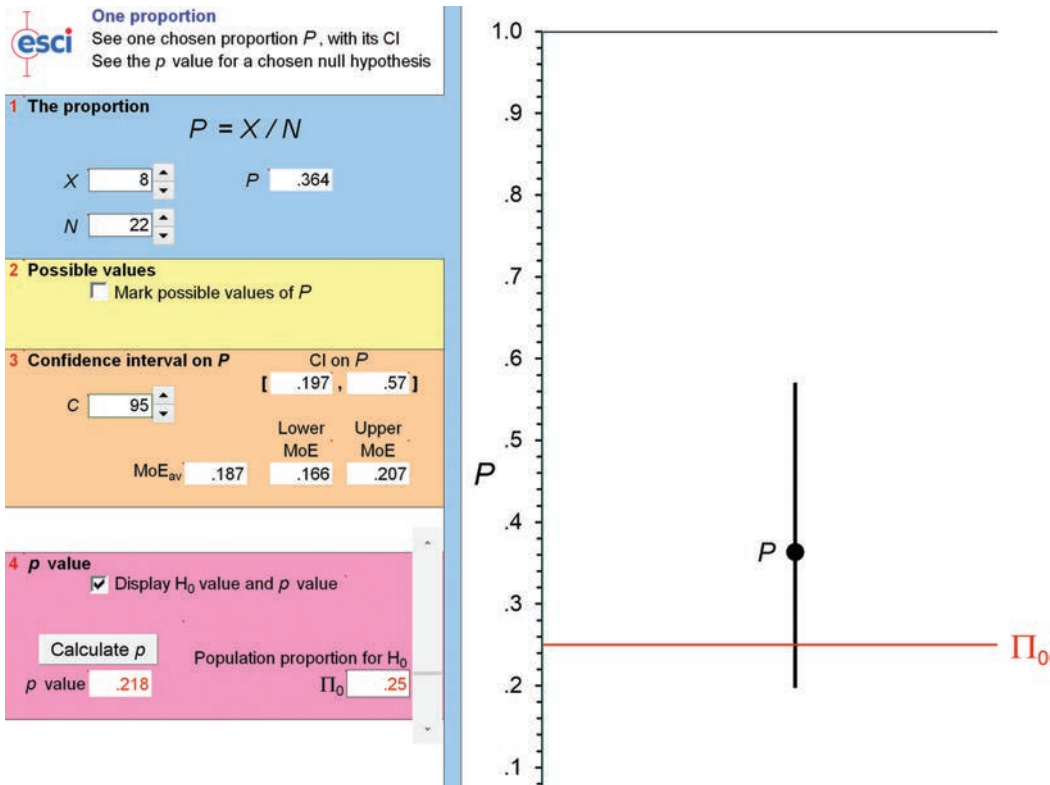 esci
One proportion
See one chosen proportion P, with its CI
See the p value for a chosen null hypothesis
1 The proportion
P = X / N
X 8 P .364
N 22
2 Possible values
Mark possible values of P
3 Confidence interval on P CI on P
[ .197 , .57 ]
C 95
Lower Upper
MoE MoE
MoEav .187 .166 .207
4 p value
Display H0 value and p value
Calculate p
Population proportion for H0
p value .218 Π0 .25
1.0
.9
.8
.7
.6
.5
P
.4
P
.3
Π0
.2
.1